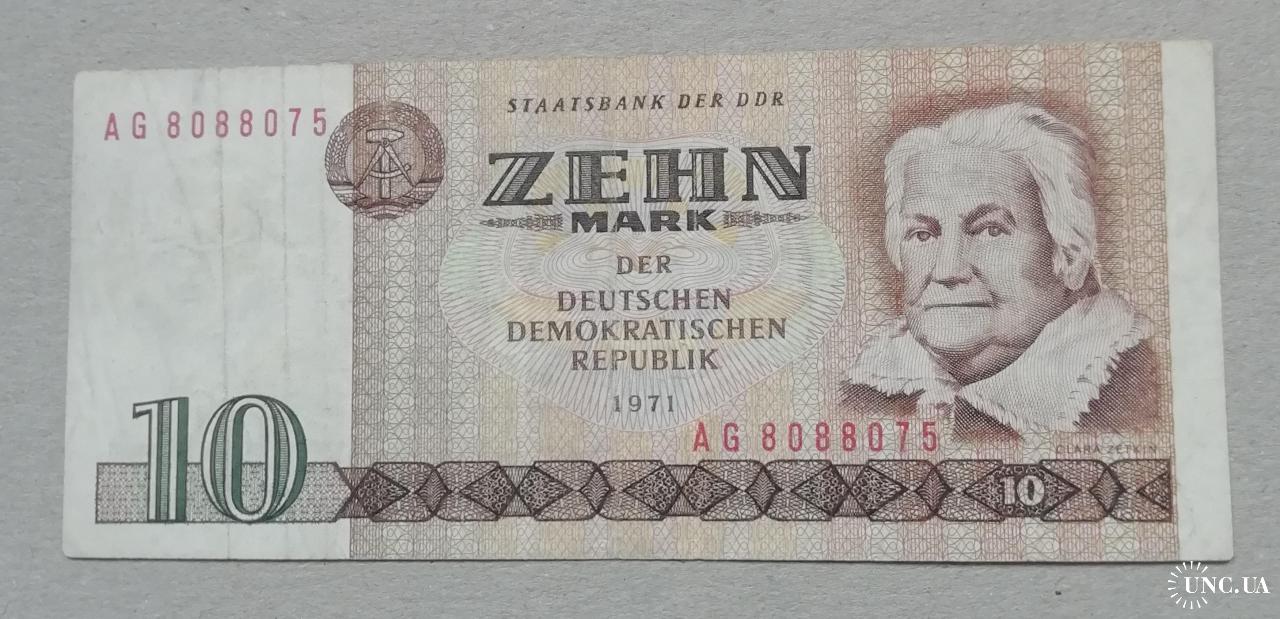 AG 8088075
STAATSBANK DER DDR
ZEHN
MARK
DER
DEUTSCHEN
DEMOKRATISCHEN
REPUBLIK
1971
AG 8088075
CLARA ZETKIN
10
10
UNC.UA